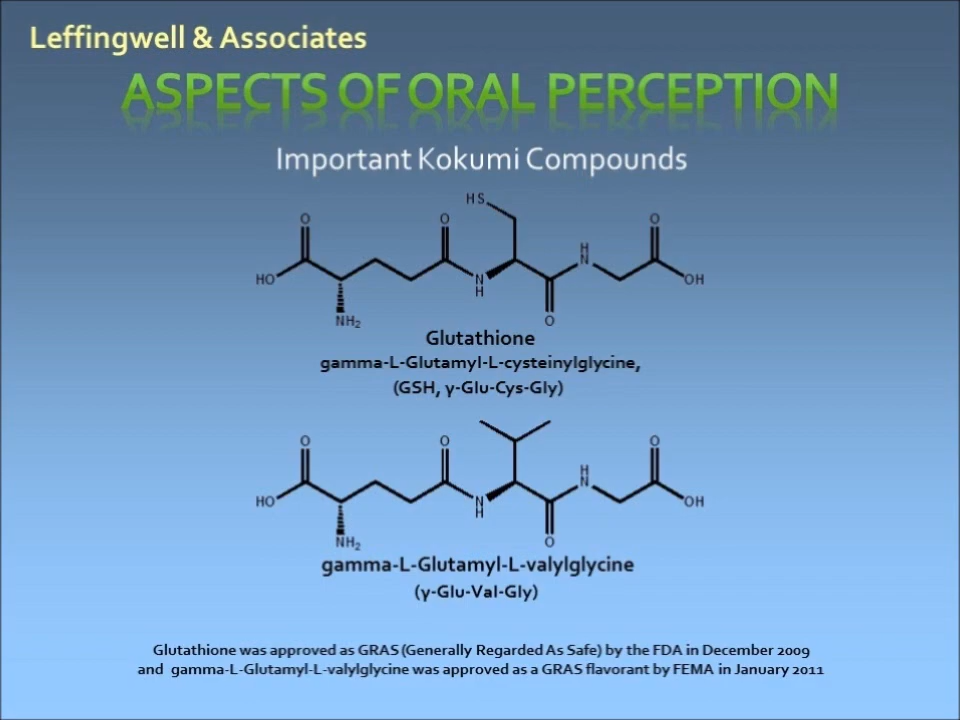 Leffingwell & Associates
ASPECTS OF ORAL PERCEPTION
Important Kokumi Compounds
HS
O O O
H
N
HO N OH
H
NH2 O
Glutathione
gamma-L-Glutamyl-L-cysteinylglycine,
(GSH, γ-Glu-Cys-Gly)
O O O
H
N
HO N OH
H
NH2 O
gamma-L-Glutamyl-L-valylglycine
(γ-Glu-Val-Gly)
Glutathione was approved as GRAS (Generally Regarded As Safe) by the FDA in December 2009
and gamma-L-Glutamyl-L-valylglycine was approved as a GRAS flavorant by FEMA in January 2011